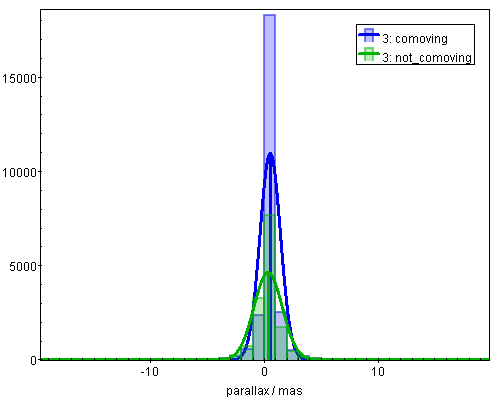 3: comoving
3: not_comoving
15000
10000
5000
0
-10 0 10
parallax / mas